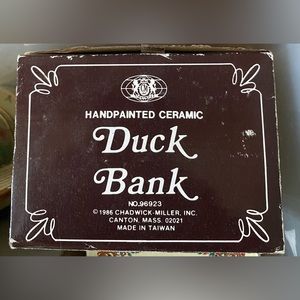 HANDPAINTED CERAMIC
Duck
Bank
NO.96923
© 1986 CHADWICK-MILLER, INC.
CANTON, MASS. 02021
MADE IN TAIWAN